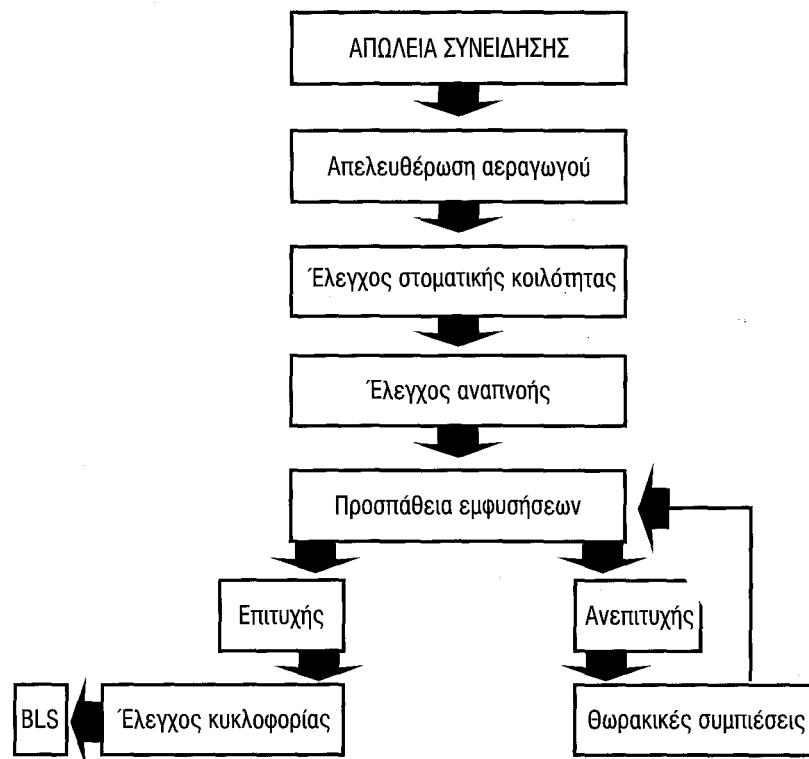 ΑΠΩΛΕΙΑ ΣΥΝΕΙΔΗΣΗΣ
Απελευθέρωση αεραγωγού
Έλεγχος στοματικής κοιλότητας
Έλεγχος αναπνοής
Προσπάθεια εμφυσήσεων
Επιτυχής
Ανεπιτυχής
BLS
Έλεγχος κυκλοφορίας
Θωρακικές συμπιέσεις